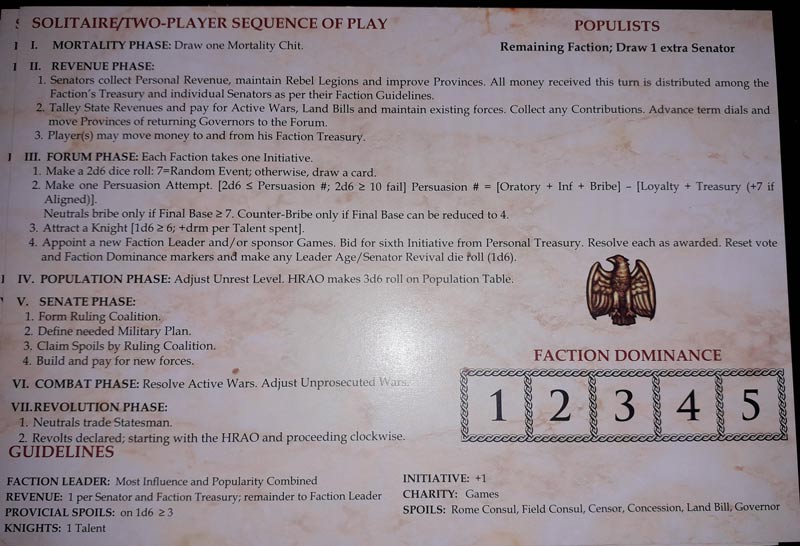 SOLITAIRE/TWO-PLAYER SEQUENCE OF PLAY
I. MORTALITY PHASE: Draw one Mortality Chit.
II. REVENUE PHASE:
1. Senators collect Personal Revenue, maintain Rebel Legions and improve Provinces. All money received this turn is distributed among the
Faction's Treasury and individual Senators as per their Faction Guidelines.
2. Talley State Revenues and pay for Active Wars, Land Bills and maintain existing forces. Collect any Contributions. Advance term dials and
move Provinces of returning Governors to the Forum.
3. Player(s) may move money to and from his Faction Treasury.
III. FORUM PHASE: Each Faction takes one Initiative.
1. Make a 2d6 dice roll: 7=Random Event; otherwise, draw a card.
2. Make one Persuasion Attempt. [2d6 ≤ Persuasion #; 2d6 ≥ 10 fail] Persuasion # = [Oratory + Inf + Bribe] – [Loyalty + Treasury (+7 if
Aligned)].
Neutrals bribe only if Final Base ≥ 7. Counter-Bribe only if Final Base can be reduced to 4.
3. Attract a Knight [1d6 ≥ 6; +drm per Talent spent].
4. Appoint a new Faction Leader and/or sponsor Games. Bid for sixth Initiative from Personal Treasury. Resolve each as awarded. Reset vote
and Faction Dominance markers and make any Leader Age/Senator Revival die roll (1d6).
IV. POPULATION PHASE: Adjust Unrest Level. HRAO makes 3d6 roll on Population Table.
V. SENATE PHASE:
1. Form Ruling Coalition.
2. Define needed Military Plan.
3. Claim Spoils by Ruling Coalition.
4. Build and pay for new forces.
VI. COMBAT PHASE: Resolve Active Wars. Adjust Unprosecuted Wars.
VII. REVOLUTION PHASE:
1. Neutrals trade Statesman.
2. Revolts declared; starting with the HRAO and proceeding clockwise.
POPULISTS
Remaining Faction; Draw 1 extra Senator
FACTION DOMINANCE
1 2 3 4 5
GUIDELINES
FACTION LEADER: Most Influence and Popularity Combined
REVENUE: 1 per Senator and Faction Treasury; remainder to Faction Leader
PROVICIAL SPOILS: on 1d6 ≥ 3
KNIGHTS: 1 Talent
INITIATIVE: +1
CHARITY: Games
SPOILS: Rome Consul, Field Consul, Censor, Concession, Land Bill, Governor